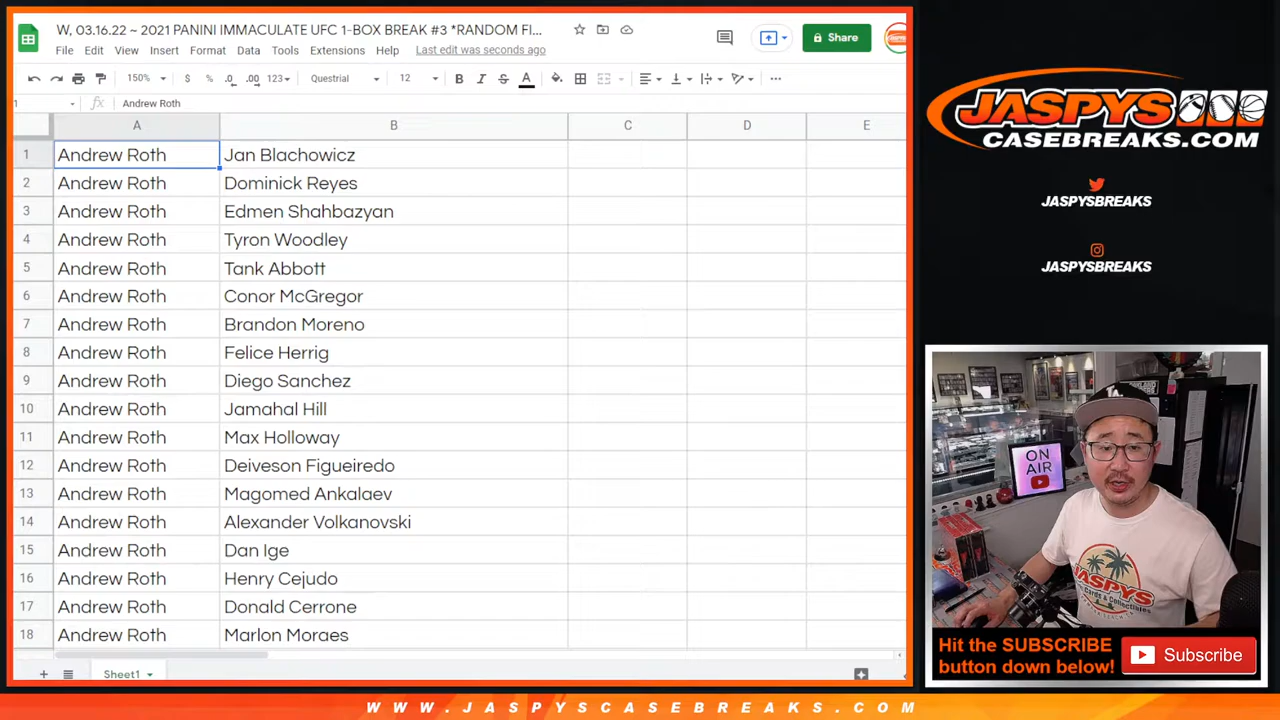 W, 03.16.22 ~ 2021 PANINI IMMACULATE UFC 1-BOX BREAK #3 *RANDOM FI...
File Edit View Insert Format Data Tools Extensions Help Last edit was seconds ago
Share
150% $ % .0 .00 123 Questrial 12 B I S A
1 fx Andrew Roth
A B C D E
1 Andrew Roth Jan Blachowicz
2 Andrew Roth Dominick Reyes
3 Andrew Roth Edmen Shahbazyan
4 Andrew Roth Tyron Woodley
5 Andrew Roth Tank Abbott
6 Andrew Roth Conor McGregor
7 Andrew Roth Brandon Moreno
8 Andrew Roth Felice Herrig
9 Andrew Roth Diego Sanchez
10 Andrew Roth Jamahal Hill
11 Andrew Roth Max Holloway
12 Andrew Roth Deiveson Figueiredo
13 Andrew Roth Magomed Ankalaev
14 Andrew Roth Alexander Volkanovski
15 Andrew Roth Dan Ige
16 Andrew Roth Henry Cejudo
17 Andrew Roth Donald Cerrone
18 Andrew Roth Marlon Moraes
Sheet1
JASPYS
CASEBREAKS.COM
JASPYSBREAKS
JASPYSBREAKS
ON
AIR
JASPYS
Hit the SUBSCRIBE
button down below!
Subscribe
WWW.JASPYSCASEBREAKS.COM